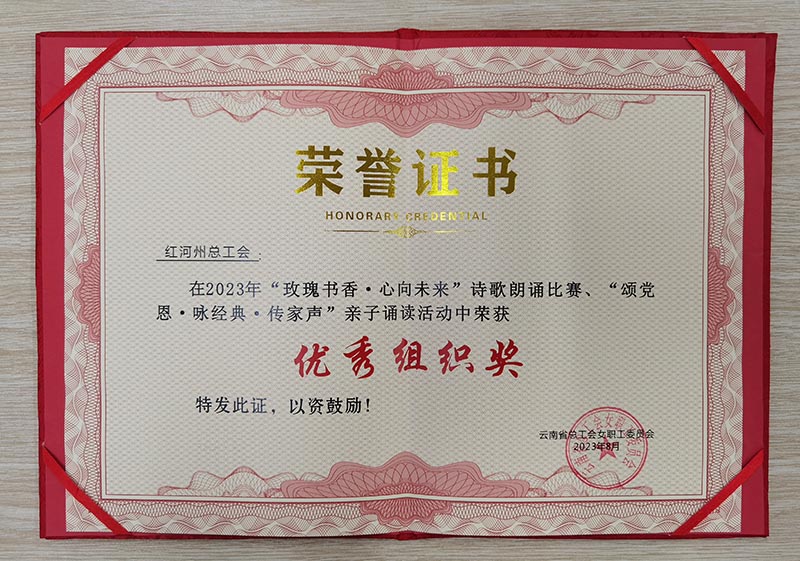 荣誉证书
HONORARY CREDENTIAL
红河州总工会：
在2023年“玫瑰书香·心向未来”诗歌朗诵比赛、“颂党
恩·咏经典·传家声”亲子诵读活动中荣获
优秀组织奖
特发此证，以资鼓励！
云南省总工会女职工委员会
2023年8月